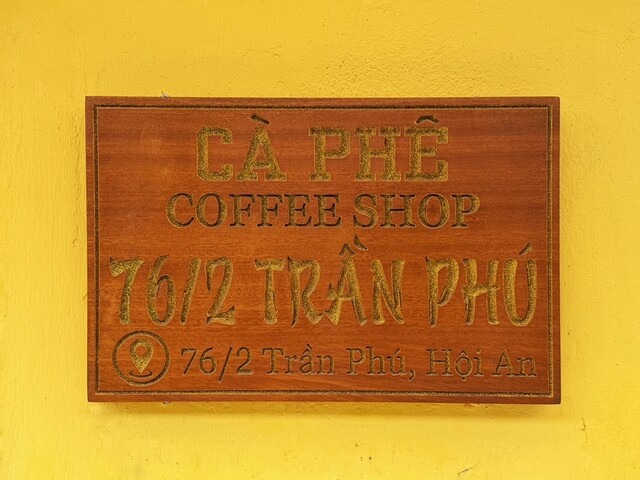 CÀ PHÊ
COFFEE SHOP
76/2 TRẦN PHÚ
76/2 Trần Phú, Hội An